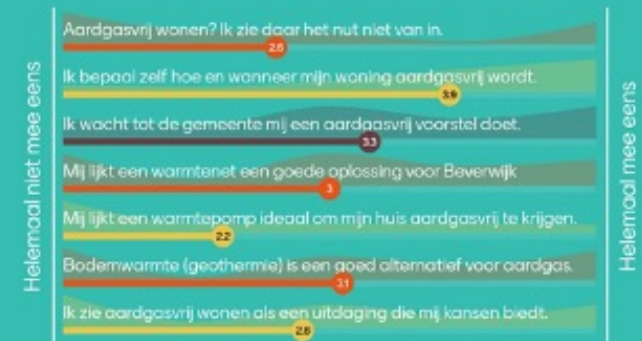 Aardgasvrij wonen? Ik zie daar het nut niet van in.
2.6
Ik bepaal zelf hoe en wanneer mijn woning aardgasvrij wordt.
3.9
Ik wacht tot de gemeente mij een aardgasvrij voorstel doet.
3.3
Mij lijkt een warmtenet een goede oplossing voor Beverwijk
3
Mij lijkt een warmtepomp ideaal om mijn huis aardgasvrij te krijgen.
2.2
Bodemwarmte (geothermie) is een goed alternatief voor aardgas.
3.1
Ik zie aardgasvrij wonen als een uitdaging die mij kansen biedt.
2.8
Helemaal niet mee eens
Helemaal mee eens